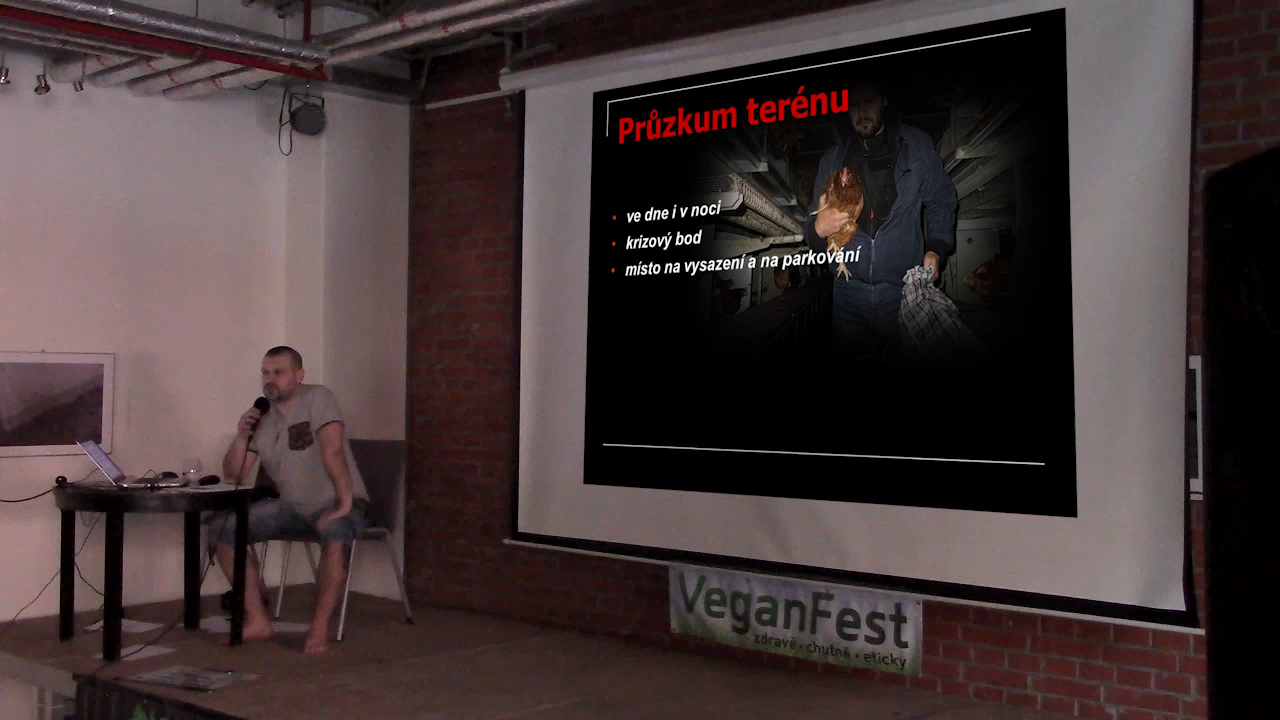 Průzkum terénu
ve dne i v noci
krizový bod
místo na vysazení a na parkování
VeganFest
zdravě • chutně • eticky